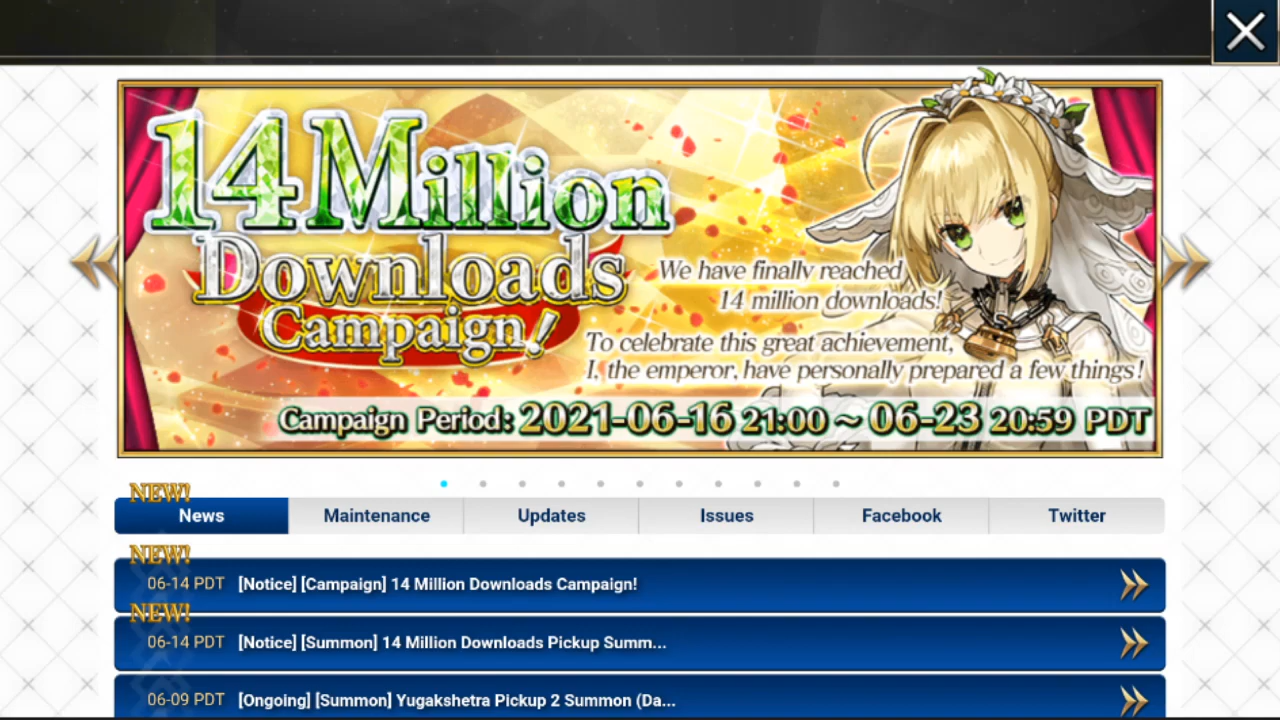 14 Million
Downloads
Campaign!
We have finally reached
14 million downloads!
To celebrate this great achievement,
I, the emperor, have personally prepared a few things!
Campaign Period: 2021-06-16 21:00 ~ 06-23 20:59 PDT
NEW!
News Maintenance Updates Issues Facebook Twitter
NEW!
06-14 PDT [Notice] [Campaign] 14 Million Downloads Campaign!
NEW!
06-14 PDT [Notice] [Summon] 14 Million Downloads Pickup Summ...
06-09 PDT [Ongoing] [Summon] Yugakshetra Pickup 2 Summon (Da...